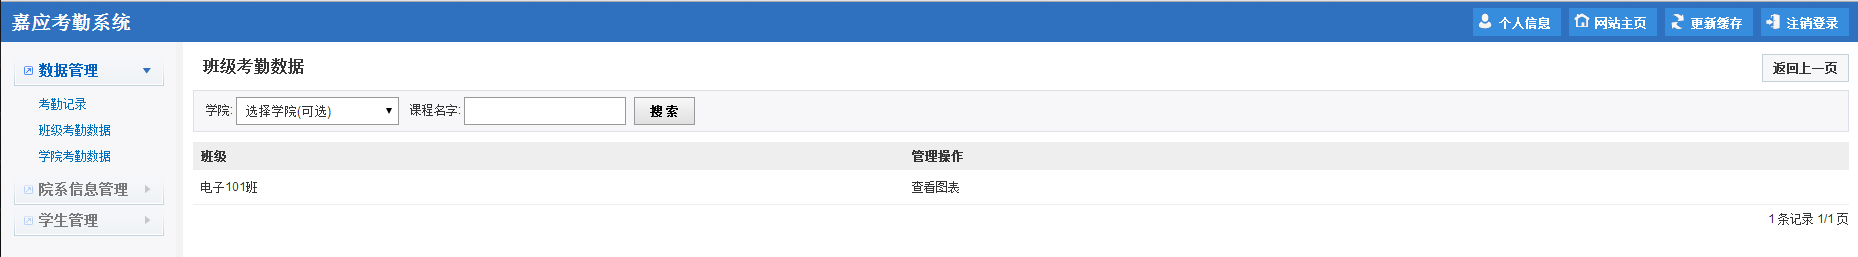 嘉应考勤系统 个人信息 网站主页 更新缓存 注销登录
数据管理
考勤记录
班级考勤数据
学院考勤数据
院系信息管理
学生管理
班级考勤数据 返回上一页
学院: 选择学院(可选) 课程名字: 搜 索
班级 管理操作
电子101班 查看图表
1 条记录 1/1 页